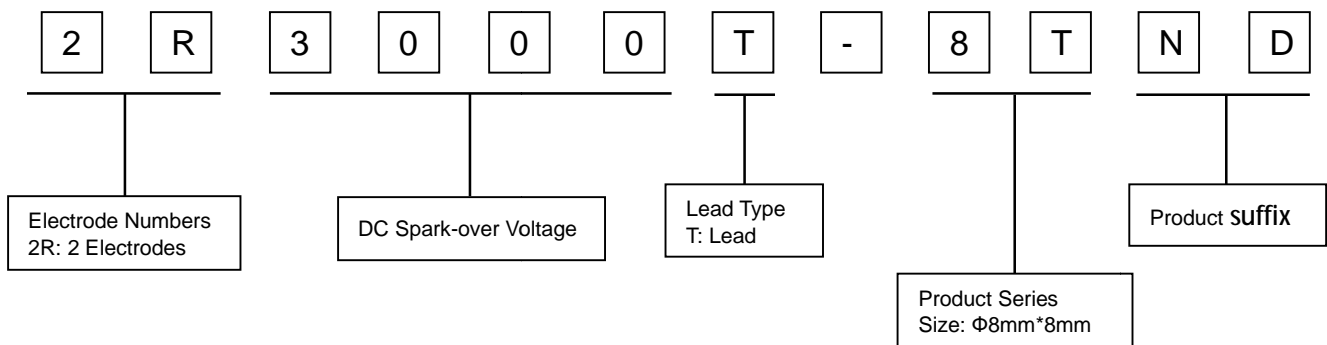 2 R 3 0 0 0 T - 8 T N D
Electrode Numbers
2R: 2 Electrodes
DC Spark-over Voltage
Lead Type
T: Lead
Product suffix
Product Series
Size: Φ8mm*8mm